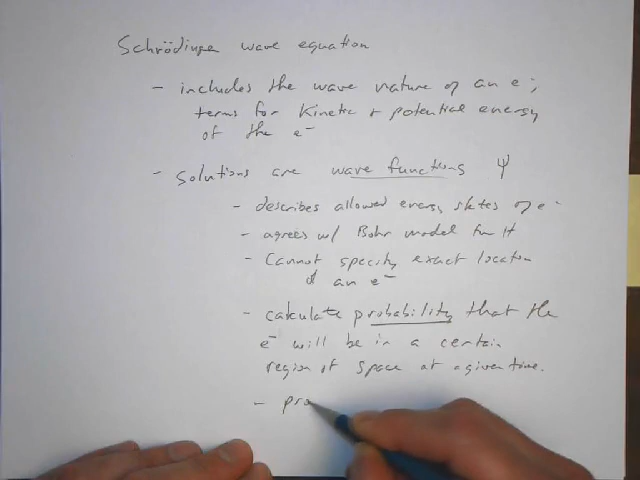 Schrödinger wave equation
- includes the wave nature of an e⁻;
terms for Kinetic + potential energy
of the e⁻
- Solutions are wave functions ψ
- describes allowed energy states of e⁻
- agrees w/ Bohr model for H
- Cannot specify exact location
of an e⁻
- calculate probability that the
e⁻ will be in a certain
region of space at a given time.
- pro